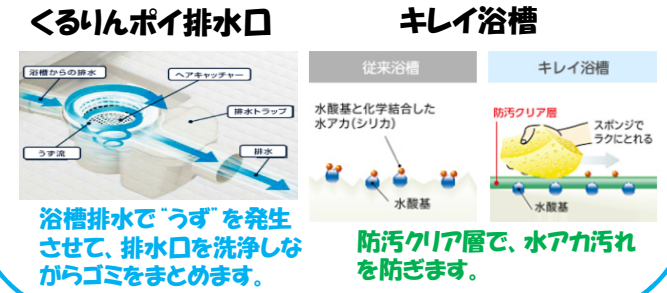 くるりんポイ排水口
浴槽からの排水
ヘアキャッチャー
排水トラップ
うず流
排水
浴槽排水で“うず”を発生
させて、排水口を洗浄しな
がらゴミをまとめます。
キレイ浴槽
従来浴槽
水酸基と化学結合した
水アカ(シリカ)
水酸基
キレイ浴槽
防汚クリア層
スポンジで
ラクにとれる
水酸基
防汚クリア層で、水アカ汚れ
を防ぎます。